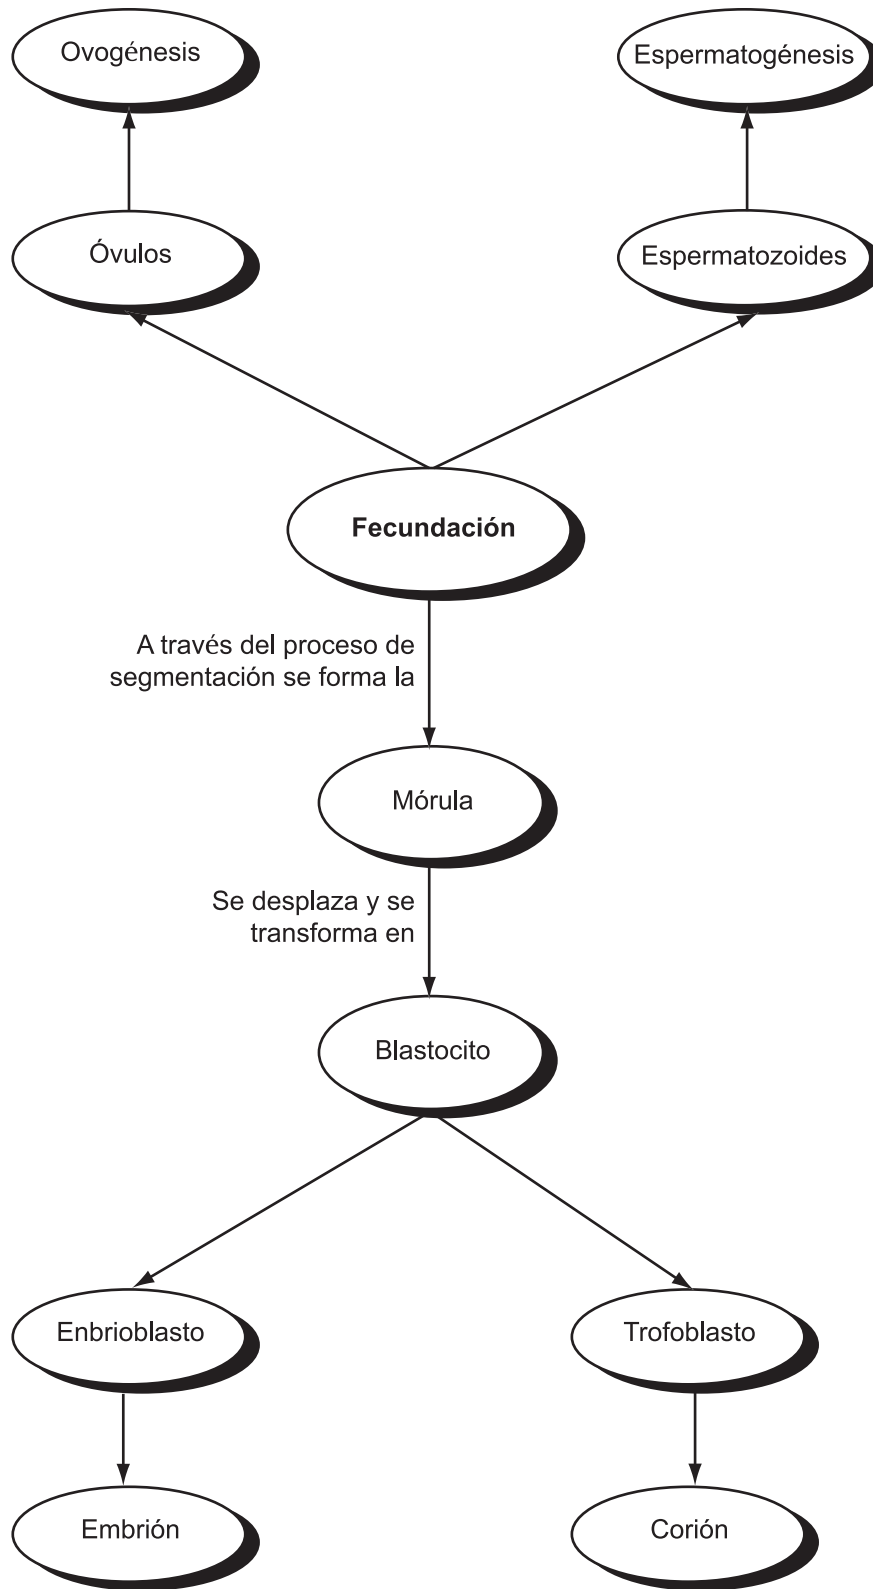 Ovogénesis
Espermatogénesis
Óvulos
Espermatozoides
Fecundación
A través del proceso de
segmentación se forma la
Mórula
Se desplaza y se
transforma en
Blastocito
Enbrioblasto
Trofoblasto
Embrión
Corión